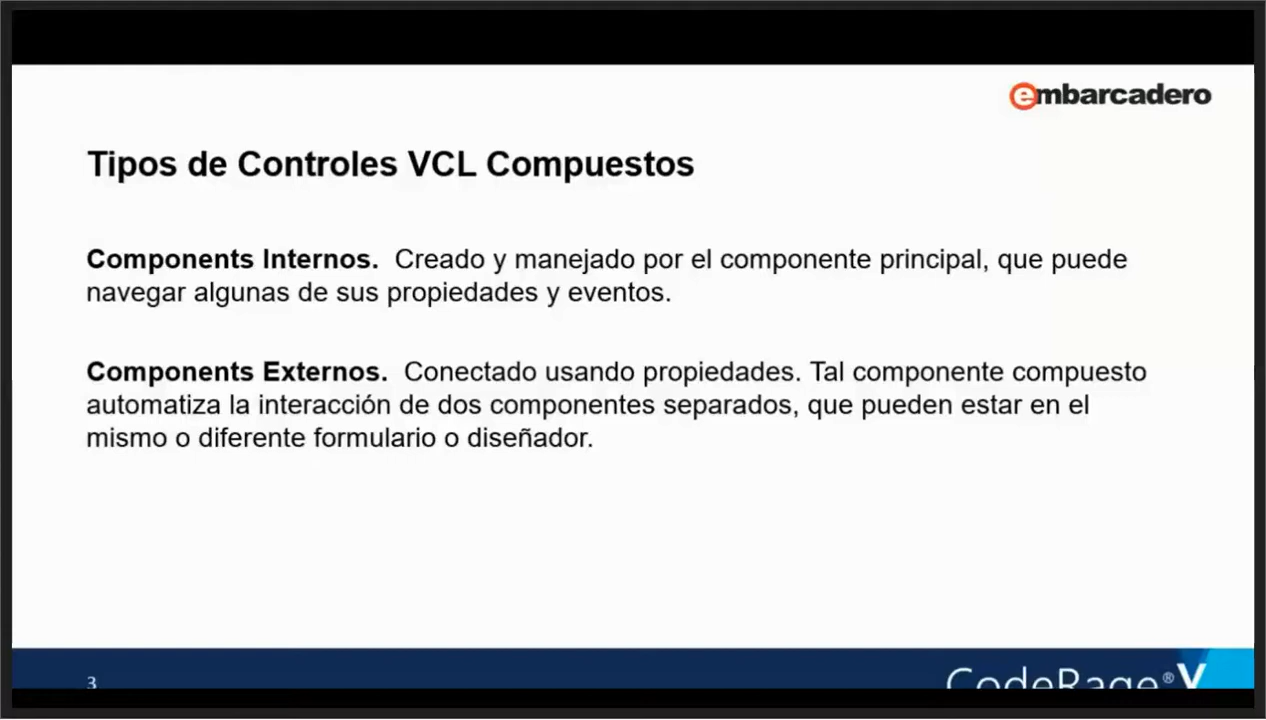 embarcadero
Tipos de Controles VCL Compuestos
Components Internos.  Creado y manejado por el componente principal, que puede
navegar algunas de sus propiedades y eventos.
Components Externos.  Conectado usando propiedades. Tal componente compuesto
automatiza la interacción de dos componentes separados, que pueden estar en el
mismo o diferente formulario o diseñador.
3
CodeRage®